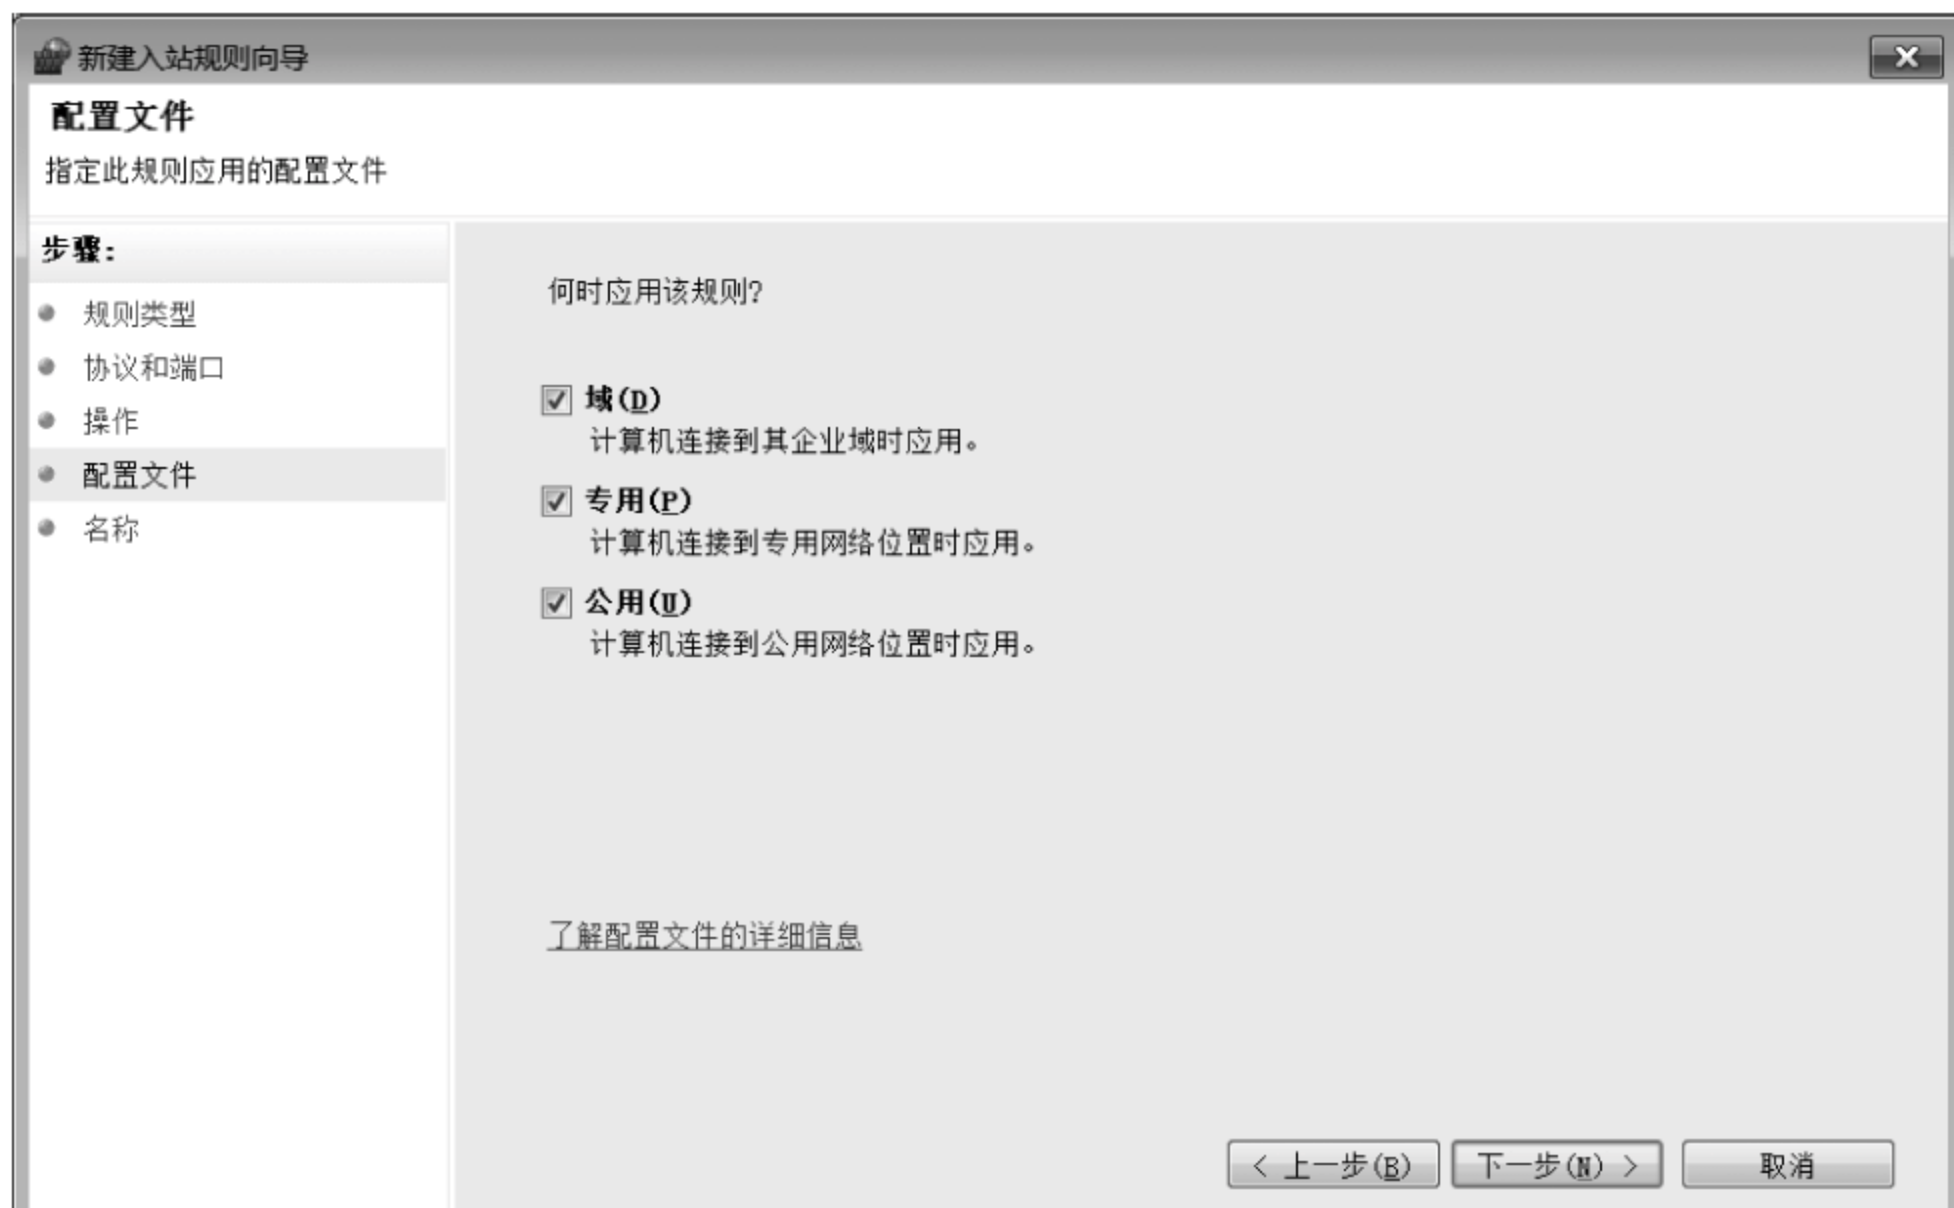 新建入站规则向导
配置文件
指定此规则应用的配置文件
步骤:
规则类型
协议和端口
操作
配置文件
名称
何时应用该规则?
域(D)
计算机连接到其企业域时应用。
专用(P)
计算机连接到专用网络位置时应用。
公用(U)
计算机连接到公用网络位置时应用。
了解配置文件的详细信息
< 上一步(B) 下一步(N) > 取消